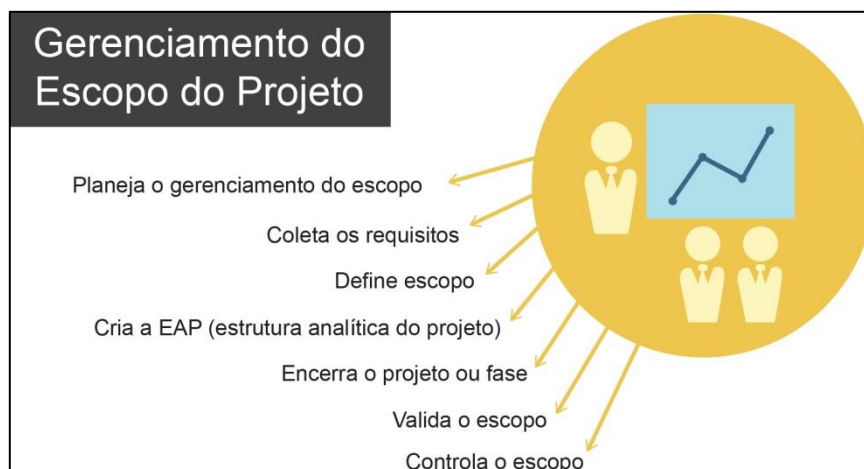 Gerenciamento do
Escopo do Projeto
Planeja o gerenciamento do escopo
Coleta os requisitos
Define escopo
Cria a EAP (estrutura analítica do projeto)
Encerra o projeto ou fase
Valida o escopo
Controla o escopo